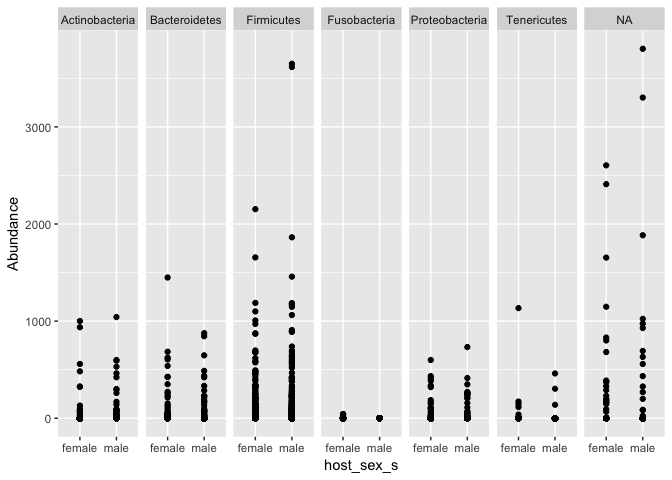 Actinobacteria Bacteroidetes Firmicutes Fusobacteria Proteobacteria Tenericutes NA
3000
2000
1000
0
Abundance
female male female male female male female male female male female male female male
host_sex_s